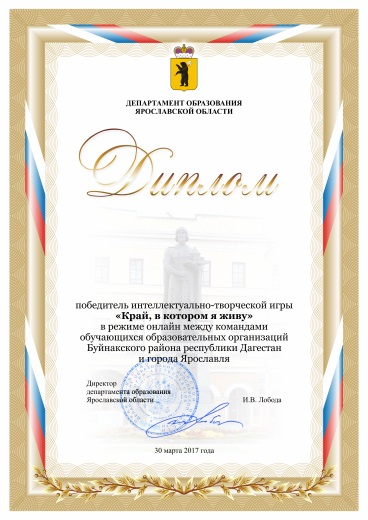 ДЕПАРТАМЕНТ ОБРАЗОВАНИЯ
ЯРОСЛАВСКОЙ ОБЛАСТИ
Диплом
победитель интеллектуально-творческой игры
«Край, в котором я живу»
в режиме онлайн между командами
обучающихся образовательных организаций
Буйнакского района республики Дагестан
и города Ярославля
Директор
департамента образования
Ярославской области
И.В. Лобода
30 марта 2017 года